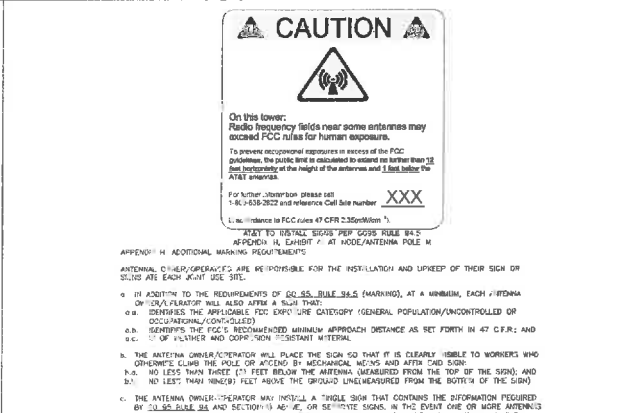 CAUTION
On this tower:
Radio frequency fields near some antennas may
exceed FCC rules for human exposure.
To prevent occupational exposures in excess of the FCC
guidelines, the public limit is calculated to extend no further than 12
feet horizontally at the height of the antennas and 1 feet below the
AT&T antennas.
For further information please call
1-800-638-2822 and reference Cell Site number XXX
accordance to FCC rules 47 CFR
AT&T TO INSTALL SIGNS PER GO95 RULE 94.5
APPENDIX H, EXHIBIT A AT NODE/ANTENNA POLE M
APPENDIX H ADDITIONAL MARKING REQUIREMENTS
ANTENNAL OWNER/OPERATORS ARE RESPONSIBLE FOR THE INSTALLATION AND UPKEEP OF THEIR SIGN OR
SIGNS ATE EACH JOINT USE SITE.
a IN ADDITION TO THE REQUIREMENTS OF GO 95, RULE 94.5 (MARKING), AT A MINIMUM, EACH ANTENNA
OWNER/OPERATOR WILL ALSO AFFIX A SIGN THAT:
a.a. IDENTIFIES THE APPLICABLE FCC EXPOSURE CATEGORY (GENERAL POPULATION/UNCONTROLLED OR
OCCUPATIONAL/CONTROLLED)
a.b. IDENTIFIES THE FCC'S RECOMMENDED MINIMUM APPROACH DISTANCE AS SET FORTH IN 47 C.F.R.; AND
a.c. OF WEATHER AND CORROSION RESISTANT MATERIAL
b. THE ANTENNA OWNER/OPERATOR WILL PLACE THE SIGN SO THAT IT IS CLEARLY VISIBLE TO WORKERS WHO
OTHERWISE CLIMB THE POLE OR ASCEND BY MECHANICAL MEANS AND AFFIX SAID SIGN:
b.a. NO LESS THAN THREE (3) FEET BELOW THE ANTENNA (MEASURED FROM THE TOP OF THE SIGN); AND
NO LESS THAN NINE(9) FEET ABOVE THE GROUND LINE(MEASURED FROM THE BOTTOM OF THE SIGN)
c. THE ANTENNA OWNER-OPERATOR MAY INSTALL A SINGLE SIGN THAT CONTAINS THE INFORMATION REQUIRED
BY GO 95 RULE 94 AND SECTION(S) ABOVE, OR SEPARATE SIGNS. IN THE EVENT ONE OR MORE ANTENNAS